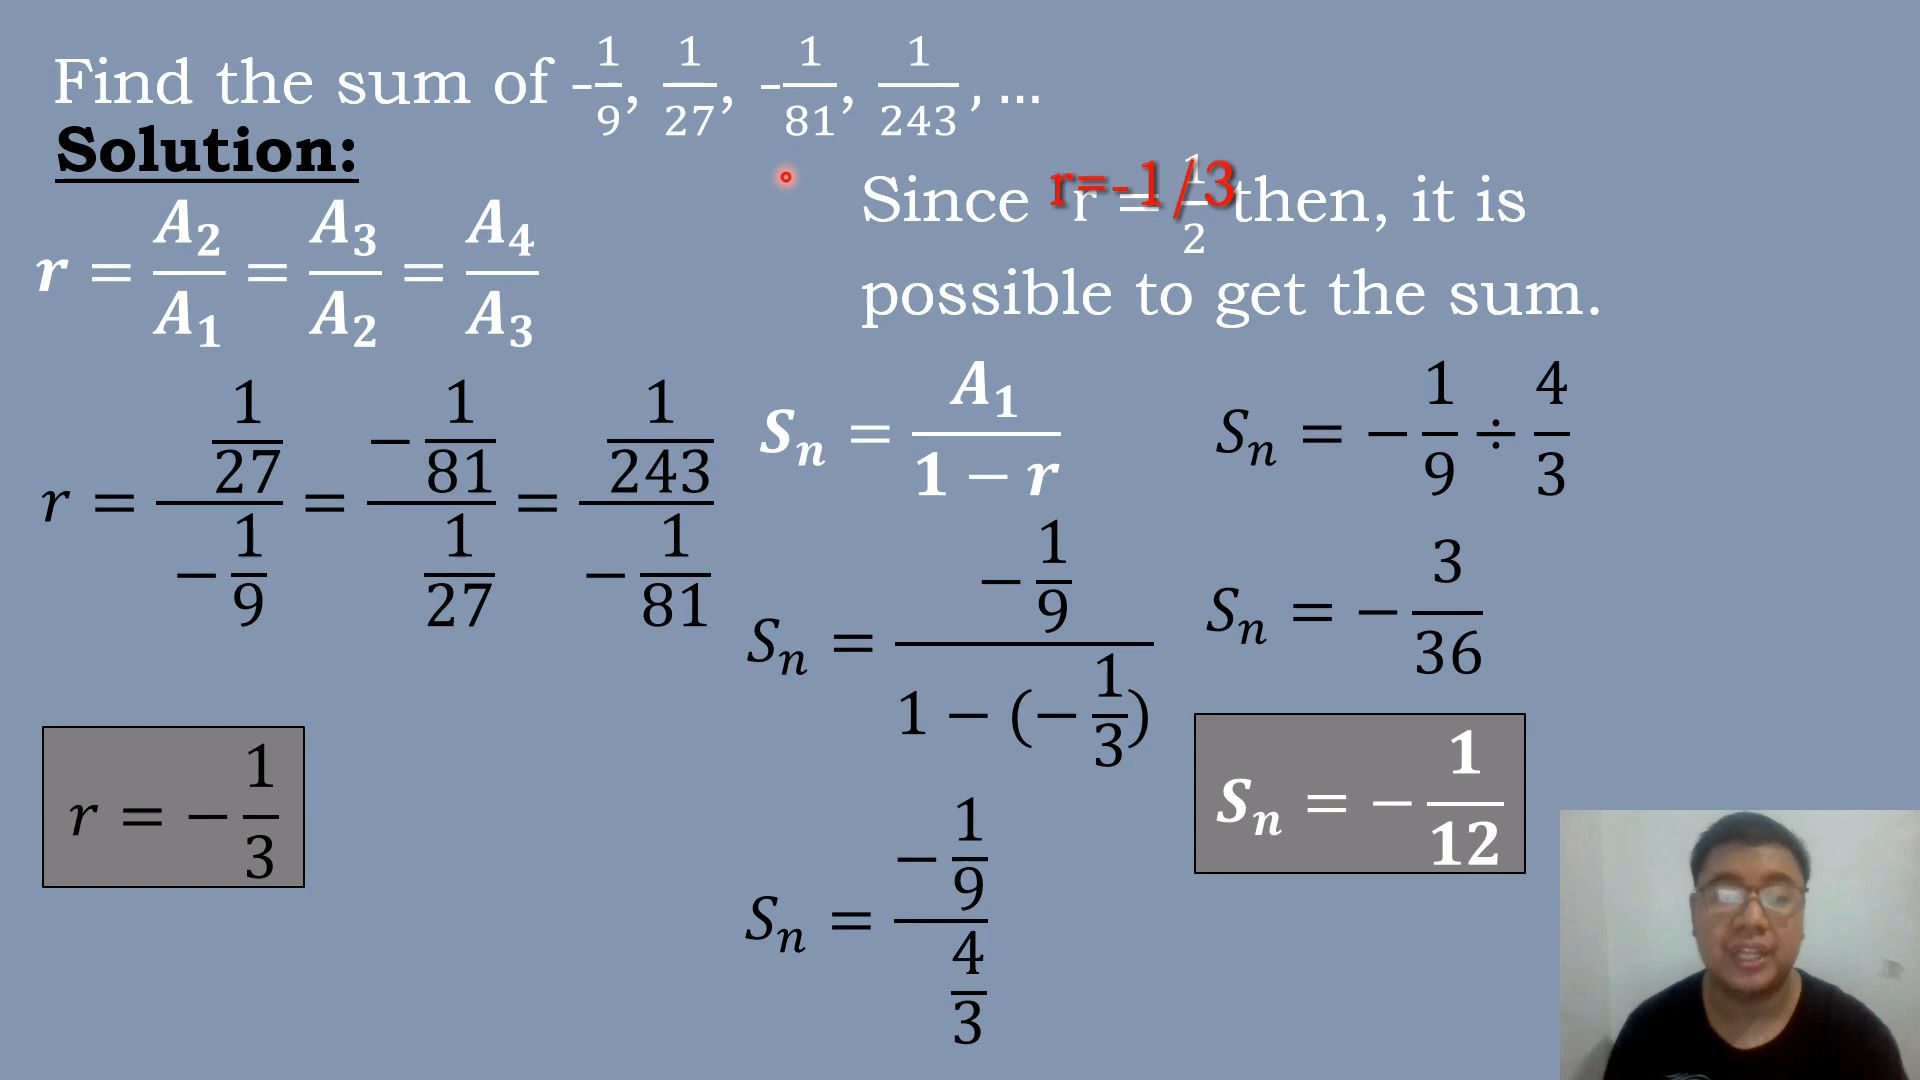 Find the sum of -1/9, 1/27, -1/81, 1/243, ...
Solution:
r = A₂/A₁ = A₃/A₂ = A₄/A₃
r = (1/27)/(−1/9) = (−1/81)/(1/27) = (1/243)/(−1/81)
r = −1/3
Since r = 1/2 then, it is
r=-1/3
possible to get the sum.
Sₙ = A₁/(1 − r)
Sₙ = (−1/9)/(1 − (−1/3))
Sₙ = (−1/9)/(4/3)
Sₙ = −1/9 ÷ 4/3
Sₙ = −3/36
Sₙ = −1/12